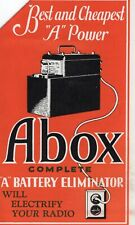 Best and Cheapest
"A" Power
Abox
COMPLETE
"A" BATTERY ELIMINATOR
WILL
ELECTRIFY
YOUR RADIO